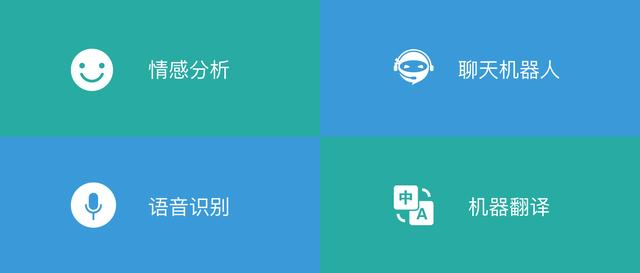 情感分析
聊天机器人
语音识别
中
A
机器翻译